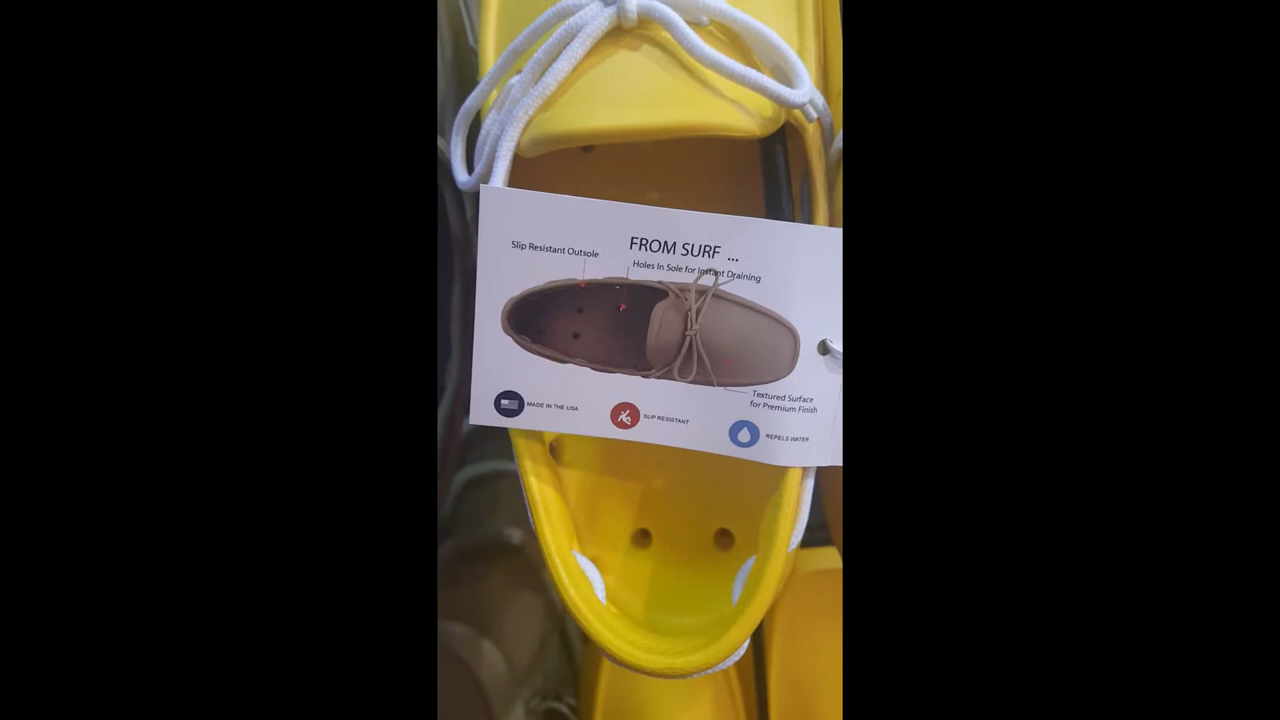 FROM SURF ...
Slip Resistant Outsole
Holes In Sole for Instant Draining
Textured Surface
for Premium Finish
MADE IN THE USA
SLIP RESISTANT
REPELS WATER